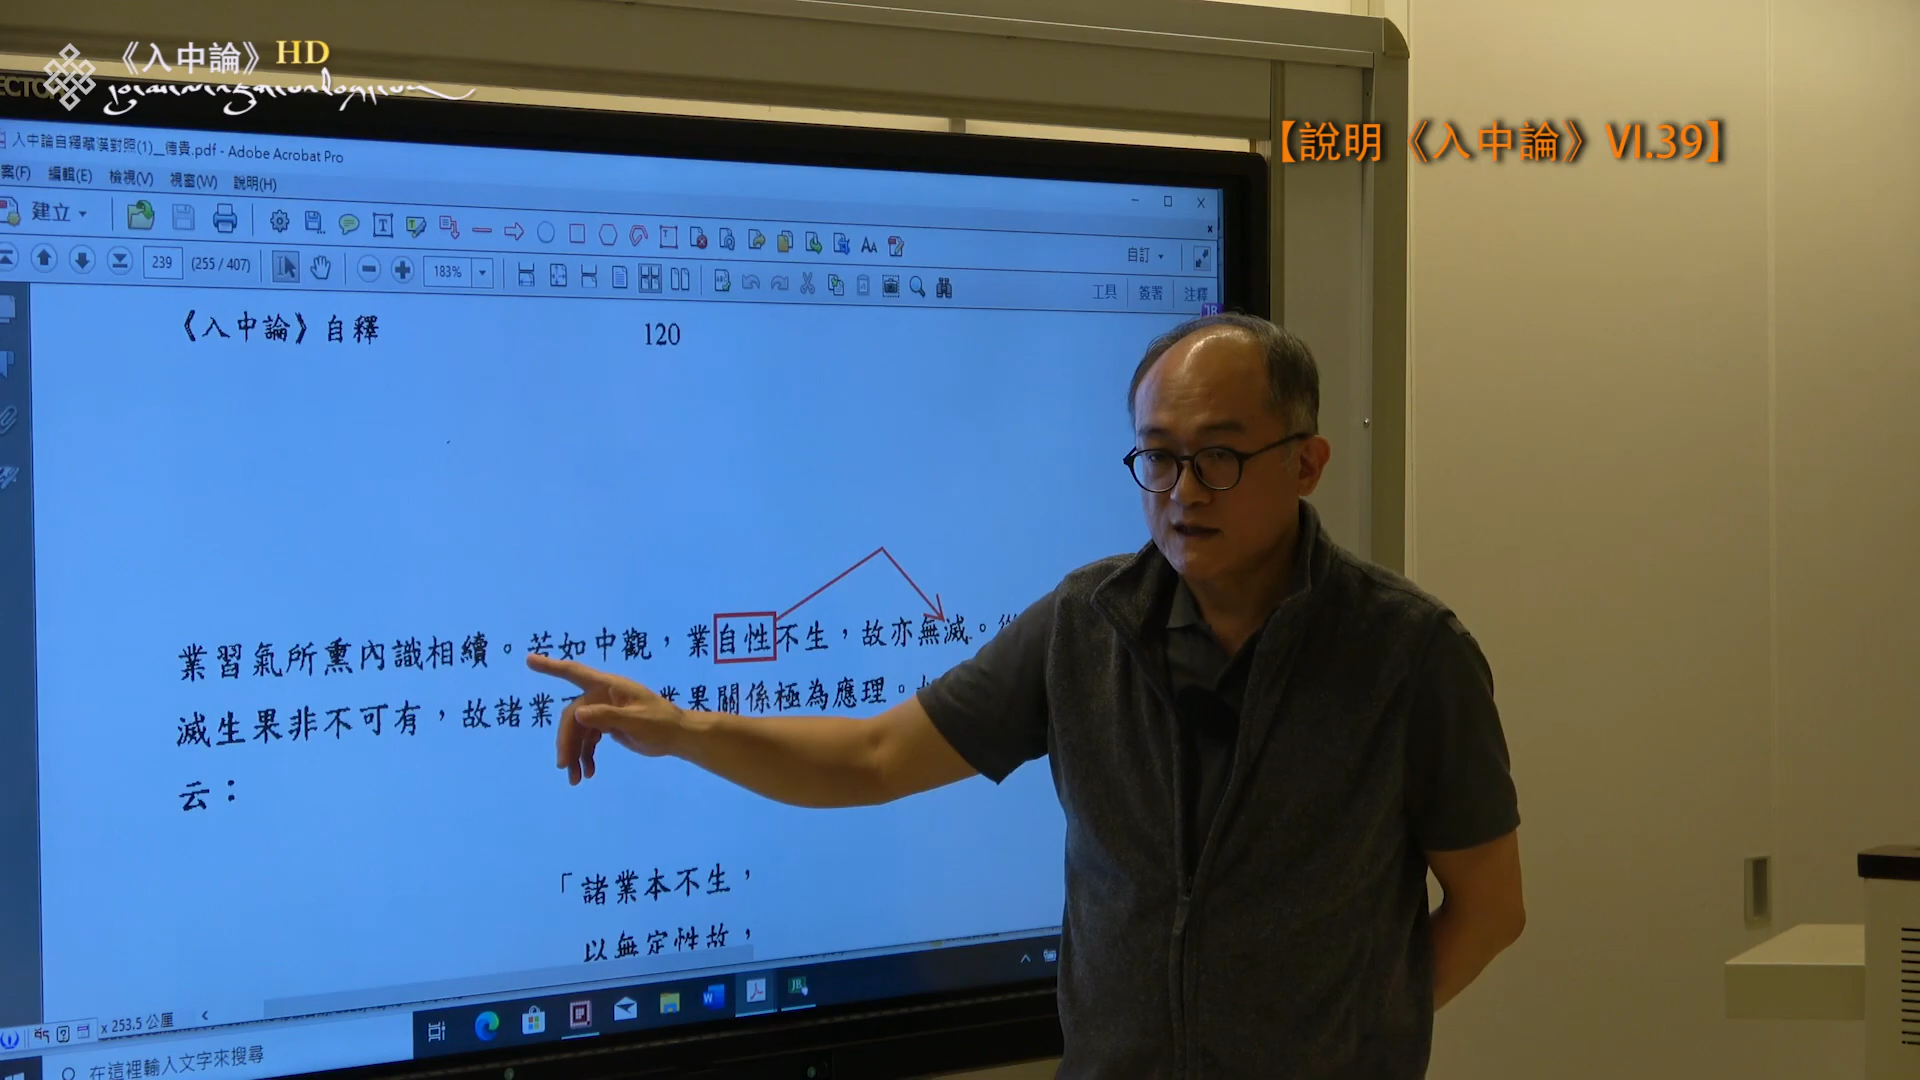 《入中論》HD
【說明《入中論》VI.39】
入中論自釋藏漢對照(1)__傳貴.pdf - Adobe Acrobat Pro
案(F) 編輯(E) 檢視(V) 視窗(W) 說明(H)
建立
自訂
239 (255 / 407) 183%
工具 簽署 注釋
《入中論》自釋 120
業習氣所熏內識相續。若如中觀,業自性不生,故亦無滅。從
滅生果非不可有,故諸業 業果關係極為應理。如
云:
「諸業本不生,
以無定性故,
x 253.5 公厘
在這裡輸入文字來搜尋